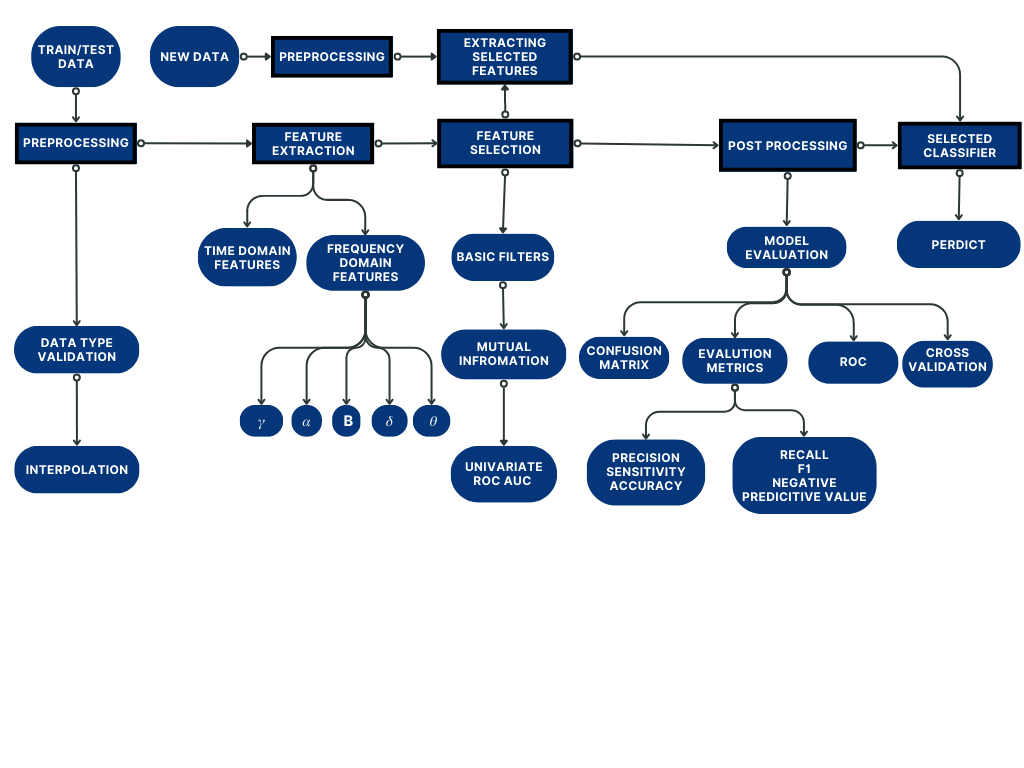 TRAIN/TEST
DATA
NEW DATA
PREPROCESSING
EXTRACTING
SELECTED
FEATURES
PREPROCESSING
FEATURE
EXTRACTION
FEATURE
SELECTION
POST PROCESSING
SELECTED
CLASSIFIER
TIME DOMAIN
FEATURES
FREQUENCY
DOMAIN
FEATURES
BASIC FILTERS
MODEL
EVALUATION
PERDICT
DATA TYPE
VALIDATION
MUTUAL
INFROMATION
CONFUSION
MATRIX
EVALUTION
METRICS
ROC
CROSS
VALIDATION
γ
α
B
δ
θ
INTERPOLATION
UNIVARIATE
ROC AUC
PRECISION
SENSITIVITY
ACCURACY
RECALL
F1
NEGATIVE
PREDICITIVE VALUE